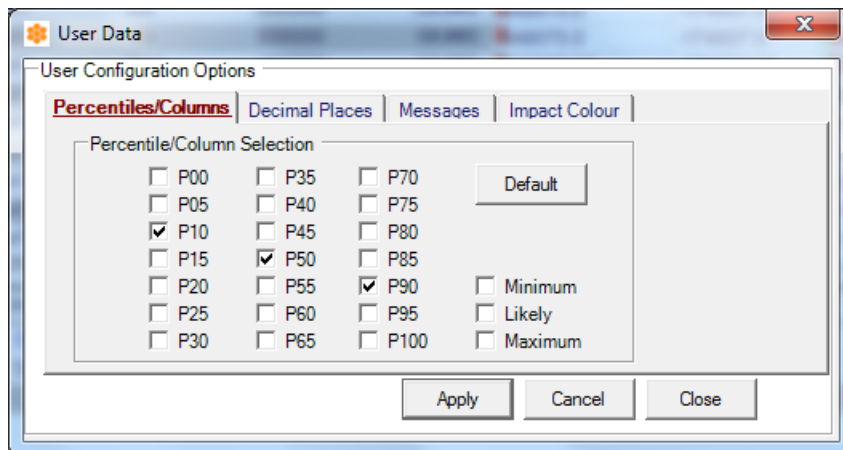 User Data
User Configuration Options
Percentiles/Columns Decimal Places Messages Impact Colour
Percentile/Column Selection
P00 P35 P70 Default
P05 P40 P75
P10 P45 P80
P15 P50 P85
P20 P55 P90 Minimum
P25 P60 P95 Likely
P30 P65 P100 Maximum
Apply Cancel Close